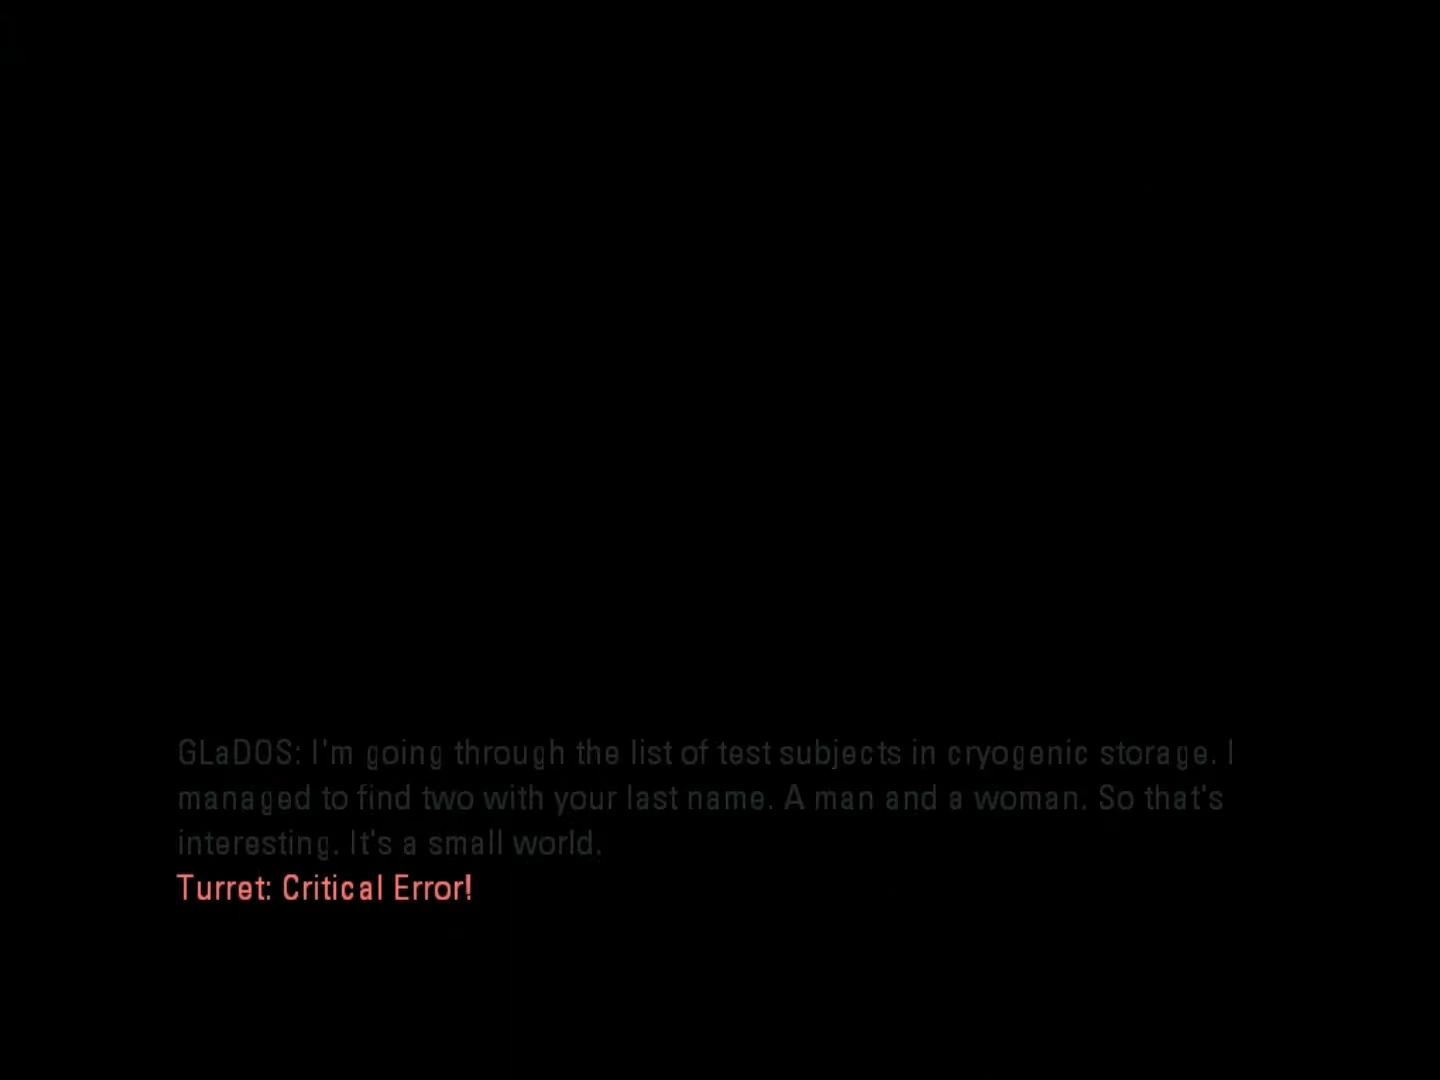 GLaDOS: I'm going through the list of test subjects in cryogenic storage. I
managed to find two with your last name. A man and a woman. So that's
interesting. It's a small world.
Turret: Critical Error!